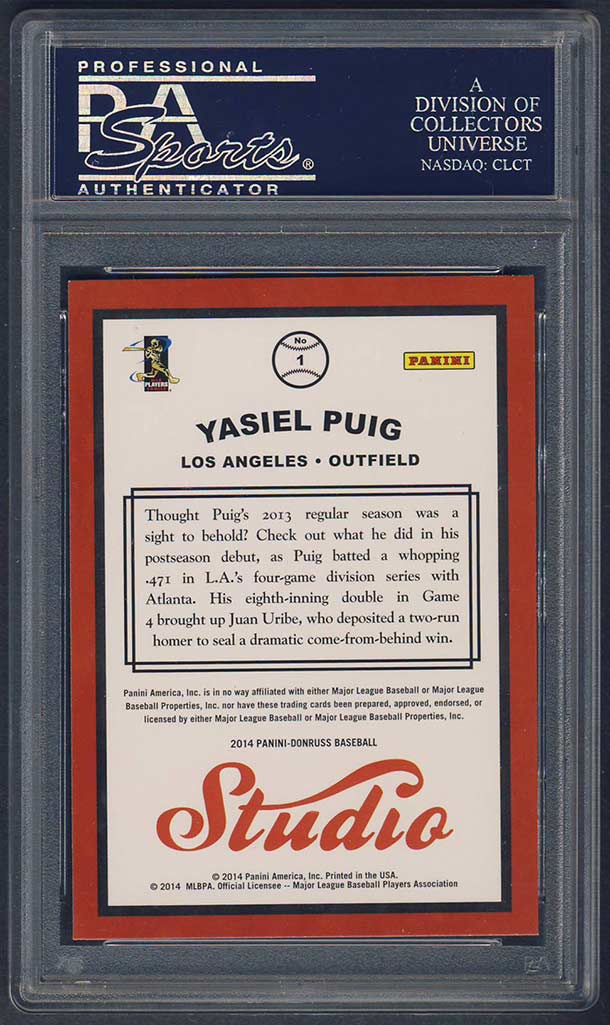 PROFESSIONAL
PSA
Sports®
AUTHENTICATOR
A
DIVISION OF
COLLECTORS
UNIVERSE
NASDAQ: CLCT
PLAYERS
No
1
PANINI
YASIEL PUIG
LOS ANGELES • OUTFIELD
Thought Puig's 2013 regular season was a
sight to behold? Check out what he did in his
postseason debut, as Puig batted a whopping
.471 in L.A.'s four-game division series with
Atlanta. His eighth-inning double in Game
4 brought up Juan Uribe, who deposited a two-run
homer to seal a dramatic come-from-behind win.
Panini America, Inc. is in no way affiliated with either Major League Baseball or Major League
Baseball Properties, Inc. nor have these trading cards been prepared, approved, endorsed, or
licensed by either Major League Baseball or Major League Baseball Properties, Inc.
2014 PANINI-DONRUSS BASEBALL
Studio
© 2014 Panini America, Inc. Printed in the USA.
© 2014 MLBPA. Official Licensee -- Major League Baseball Players Association